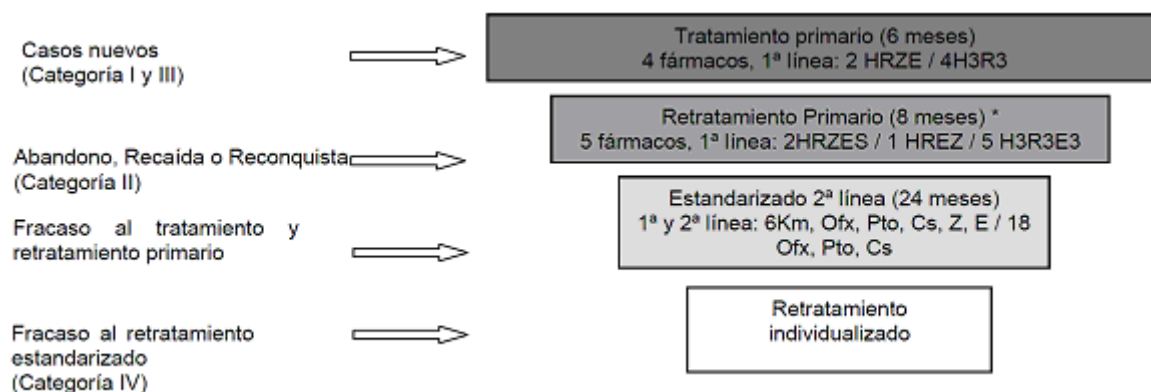 Casos nuevos
(Categoría I y III)
Tratamiento primario (6 meses)
4 fármacos, 1ª línea: 2 HRZE / 4H3R3
Abandono, Recaída o Reconquista
(Categoría II)
Retratamiento Primario (8 meses) *
5 fármacos, 1ª línea: 2HRZES / 1 HREZ / 5 H3R3E3
Fracaso al tratamiento y
retratamiento primario
Estandarizado 2ª línea (24 meses)
1ª y 2ª línea: 6Km, Ofx, Pto, Cs, Z, E / 18
Ofx, Pto, Cs
Fracaso al retratamiento
estandarizado
(Categoría IV)
Retratamiento
individualizado